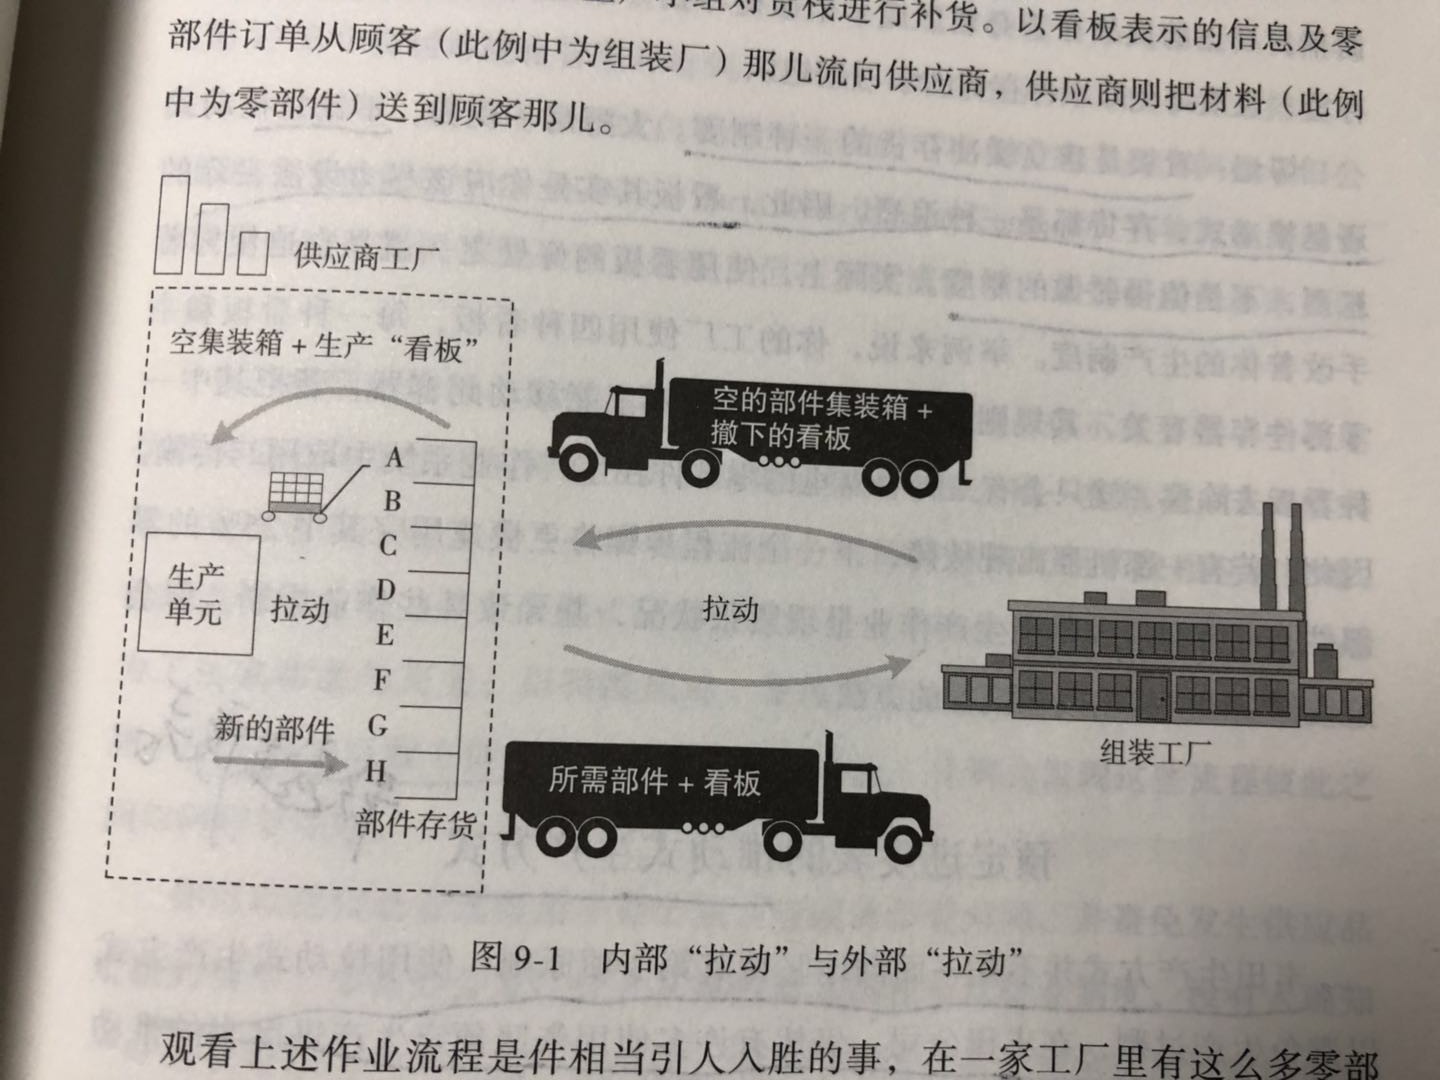 小组对货栈进行补货。以看板表示的信息及零
部件订单从顾客（此例中为组装厂）那儿流向供应商，供应商则把材料（此例
中为零部件）送到顾客那儿。
供应商工厂
空集装箱 + 生产“看板”
空的部件集装箱 +
撤下的看板
A
B
C
D
E
F
G
H
生产
单元
拉动
拉动
新的部件
部件存货
所需部件 + 看板
组装工厂
图 9-1 内部“拉动”与外部“拉动”
观看上述作业流程是件相当引人入胜的事，在一家工厂里有这么多零部